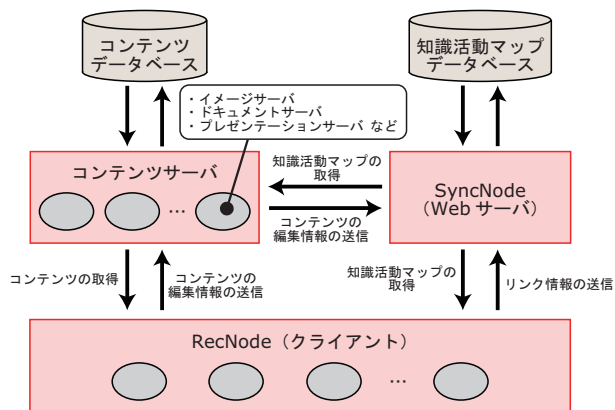 コンテンツ
データベース
知識活動マップ
データベース
・イメージサーバ
・ドキュメントサーバ
・プレゼンテーションサーバ など
コンテンツサーバ
…
知識活動マップの
取得
コンテンツの
編集情報の送信
SyncNode
（Web サーバ）
コンテンツの取得
コンテンツの
編集情報の送信
知識活動マップの
取得
リンク情報の送信
RecNode（クライアント）
…